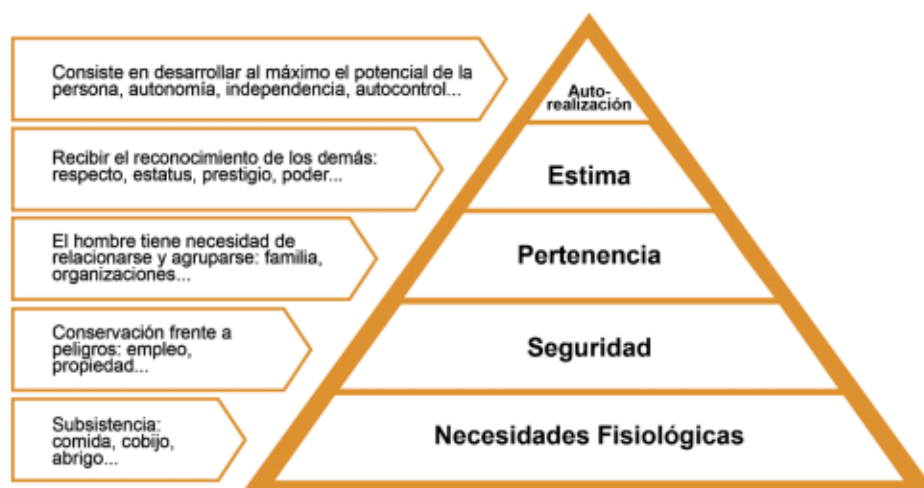 Consiste en desarrollar al máximo el potencial de la
persona, autonomía, independencia, autocontrol...
Auto-
realización
Recibir el reconocimiento de los demás:
respecto, estatus, prestigio, poder...
Estima
El hombre tiene necesidad de
relacionarse y agruparse: familia,
organizaciones...
Pertenencia
Conservación frente a
peligros: empleo,
propiedad...
Seguridad
Subsistencia:
comida, cobijo,
abrigo...
Necesidades Fisiológicas